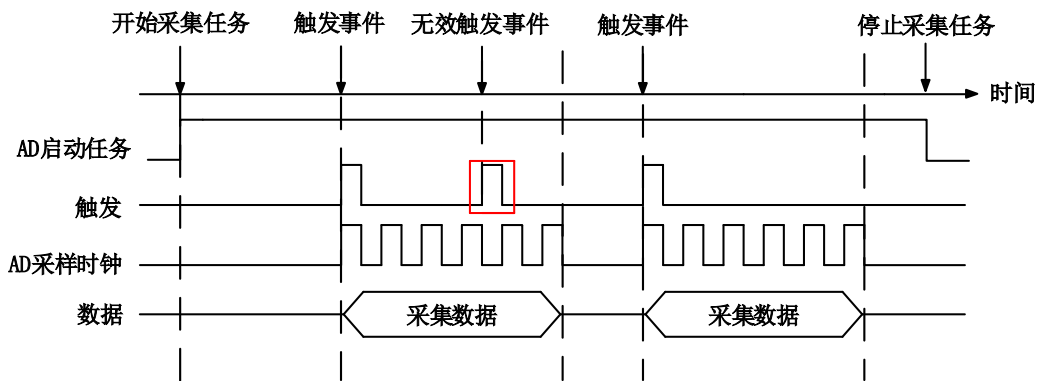 开始采集任务 触发事件 无效触发事件 触发事件 停止采集任务
时间
AD启动任务
触发
AD采样时钟
数据 采集数据 采集数据